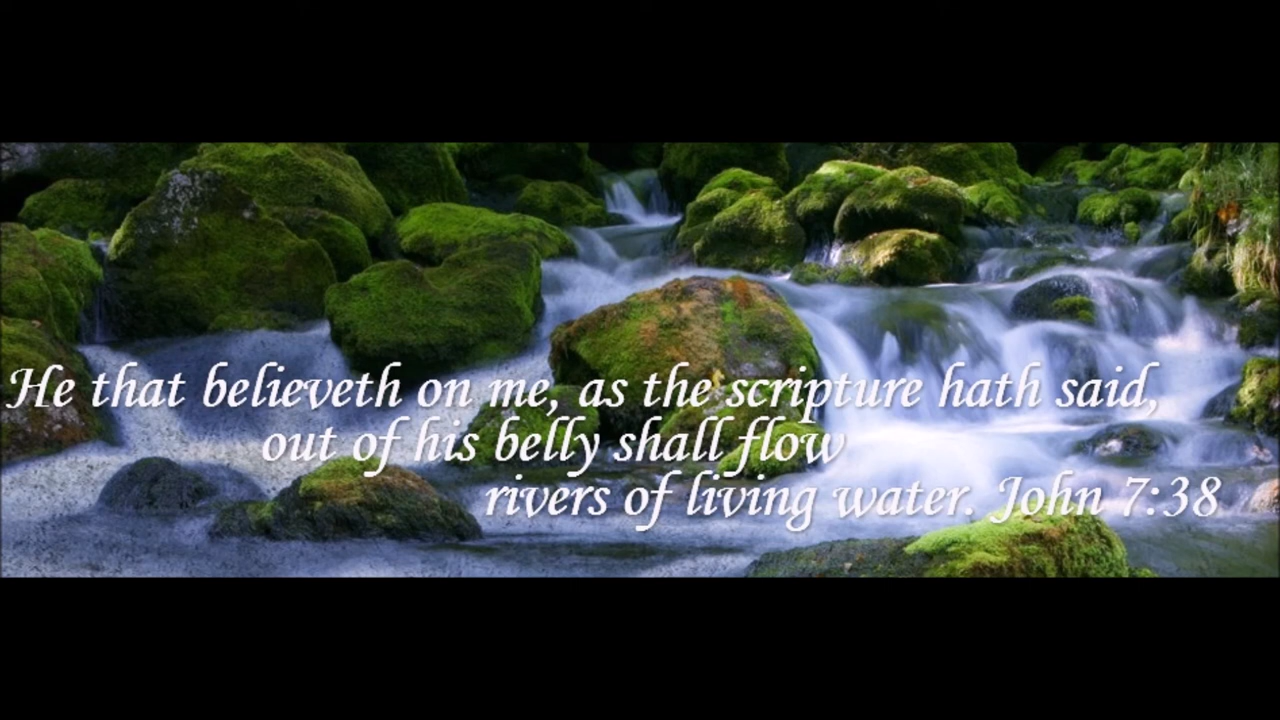 He that believeth on me, as the scripture hath said,
out of his belly shall flow
rivers of living water. John 7:38